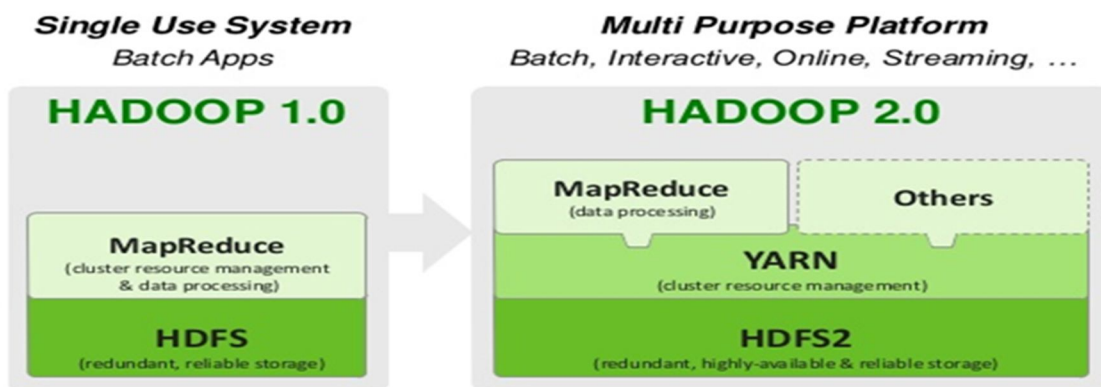 Single Use System
Batch Apps
HADOOP 1.0
MapReduce
(cluster resource management
& data processing)
HDFS
(redundant, reliable storage)
Multi Purpose Platform
Batch, Interactive, Online, Streaming, ...
HADOOP 2.0
MapReduce
(data processing)
Others
YARN
(cluster resource management)
HDFS2
(redundant, highly-available & reliable storage)